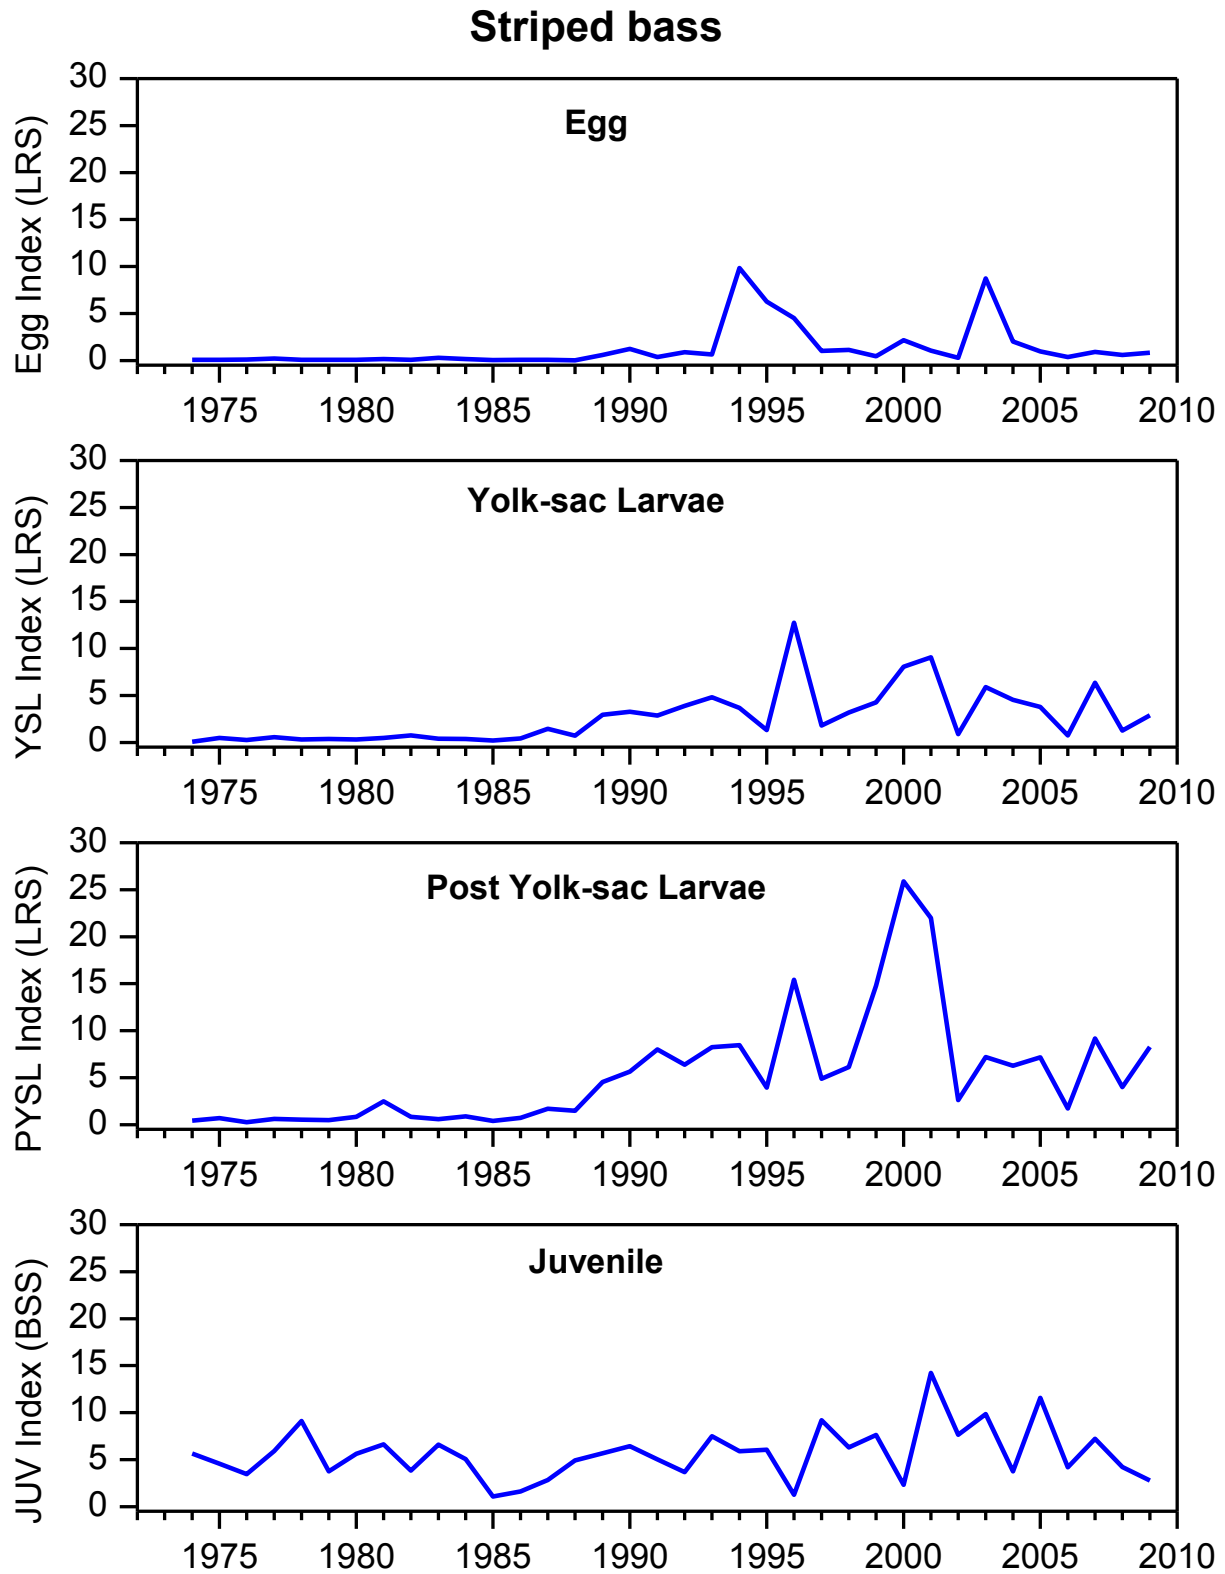 Striped bass
Egg
Egg Index (LRS)
30
25
20
15
10
5
0
1975 1980 1985 1990 1995 2000 2005 2010
Yolk-sac Larvae
YSL Index (LRS)
30
25
20
15
10
5
0
1975 1980 1985 1990 1995 2000 2005 2010
Post Yolk-sac Larvae
PYSL Index (LRS)
30
25
20
15
10
5
0
1975 1980 1985 1990 1995 2000 2005 2010
Juvenile
JUV Index (BSS)
30
25
20
15
10
5
0
1975 1980 1985 1990 1995 2000 2005 2010